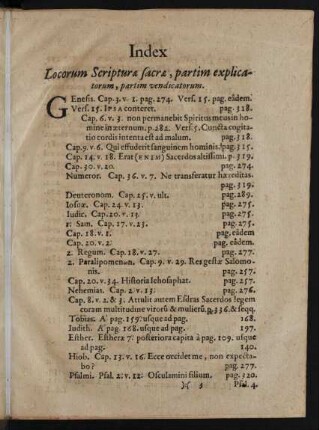 Index
Locorum Scripturæ sacræ, partim explica-
torum, partim vendicatorum.
GEnesis. Cap. 3. v. 1. pag. 274. Vers. 15. pag. eâdem.
Vers. 15. IPSA conteret. pag. 318.
Cap. 6. v. 3. non permanebit Spiritus meus in ho-
mine in æternum. p. 282. Vers. 5. Cuncta cogita-
tio cordis intenta est ad malum. pag. 318.
Cap. 9. v. 6. Qui effuderit sanguinem hominis. pag. 315.
Cap. 14. v. 18. Erat (ENIM) Sacerdos altissimi. p. 319.
Cap. 30. v. 20. pag. 274.
Numeror. Cap. 36. v. 7. Ne transferatur hæreditas.
pag. 319.
Deuteronom. Cap. 25. v. ult. pag. 289.
Iosuæ. Cap. 24. v. 13. pag. 275.
Iudic. Cap. 20. v. 13. pag. 275.
1. Sam. Cap. 17. v. 23. pag. 275.
Cap. 18. v. 1. pag. eâdem
Cap. 20. v. 2. pag. eâdem.
2. Regum. Cap. 18. v. 27. pag. 277.
2. Paralipomenωn. Cap. 9. v. 29. Res gestæ Salomo-
nis. pag. 257.
Cap. 20. v. 34. Historia Iehosaphat. pag. 257.
Nehemias. Cap. 2. v. 13. pag. 276.
Cap. 8. v. 2. & 3. Attulit autem Esdras Sacerdos legem
coram multitudine virorũ & mulierũ. p. 336. & seqq.
Tobias. A' pag. 159. usque ad pag. 168.
Iudith. A' pag. 168. usque ad pag. 197.
Esther. Estheræ 7. posteriora capita à pag. 109. usque
ad pag. 140.
Hiob. Cap. 13. v. 16. Ecce occidet me, non expecta-
bo? pag. 277.
Psalmi. Psal. 2. v. 12. Osculamini filium. pag. 120.
Psal. 4.